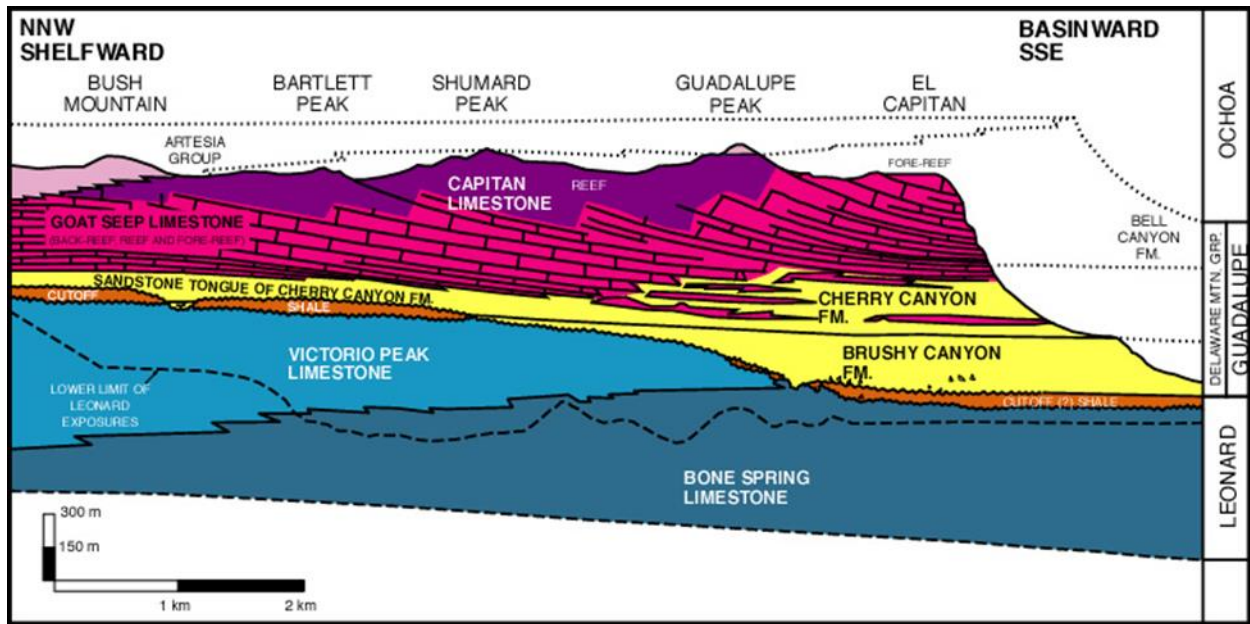 NNW
SHELFWARD
BASINWARD
SSE
BUSH
MOUNTAIN
BARTLETT
PEAK
SHUMARD
PEAK
GUADALUPE
PEAK
EL
CAPITAN
OCHOA
ARTESIA
GROUP
FORE-REEF
CAPITAN
LIMESTONE
REEF
GOAT SEEP LIMESTONE
(BACK-REEF, REEF AND FORE-REEF)
BELL
CANYON
FM.
DELAWARE MTN. GRP.
GUADALUPE
SANDSTONE TONGUE OF CHERRY CANYON FM.
CUTOFF
SHALE
CHERRY CANYON
FM.
VICTORIO PEAK
LIMESTONE
BRUSHY CANYON
FM.
LOWER LIMIT OF
LEONARD
EXPOSURES
CUTOFF (?) SHALE
BONE SPRING
LIMESTONE
LEONARD
300 m
150 m
1 km
2 km